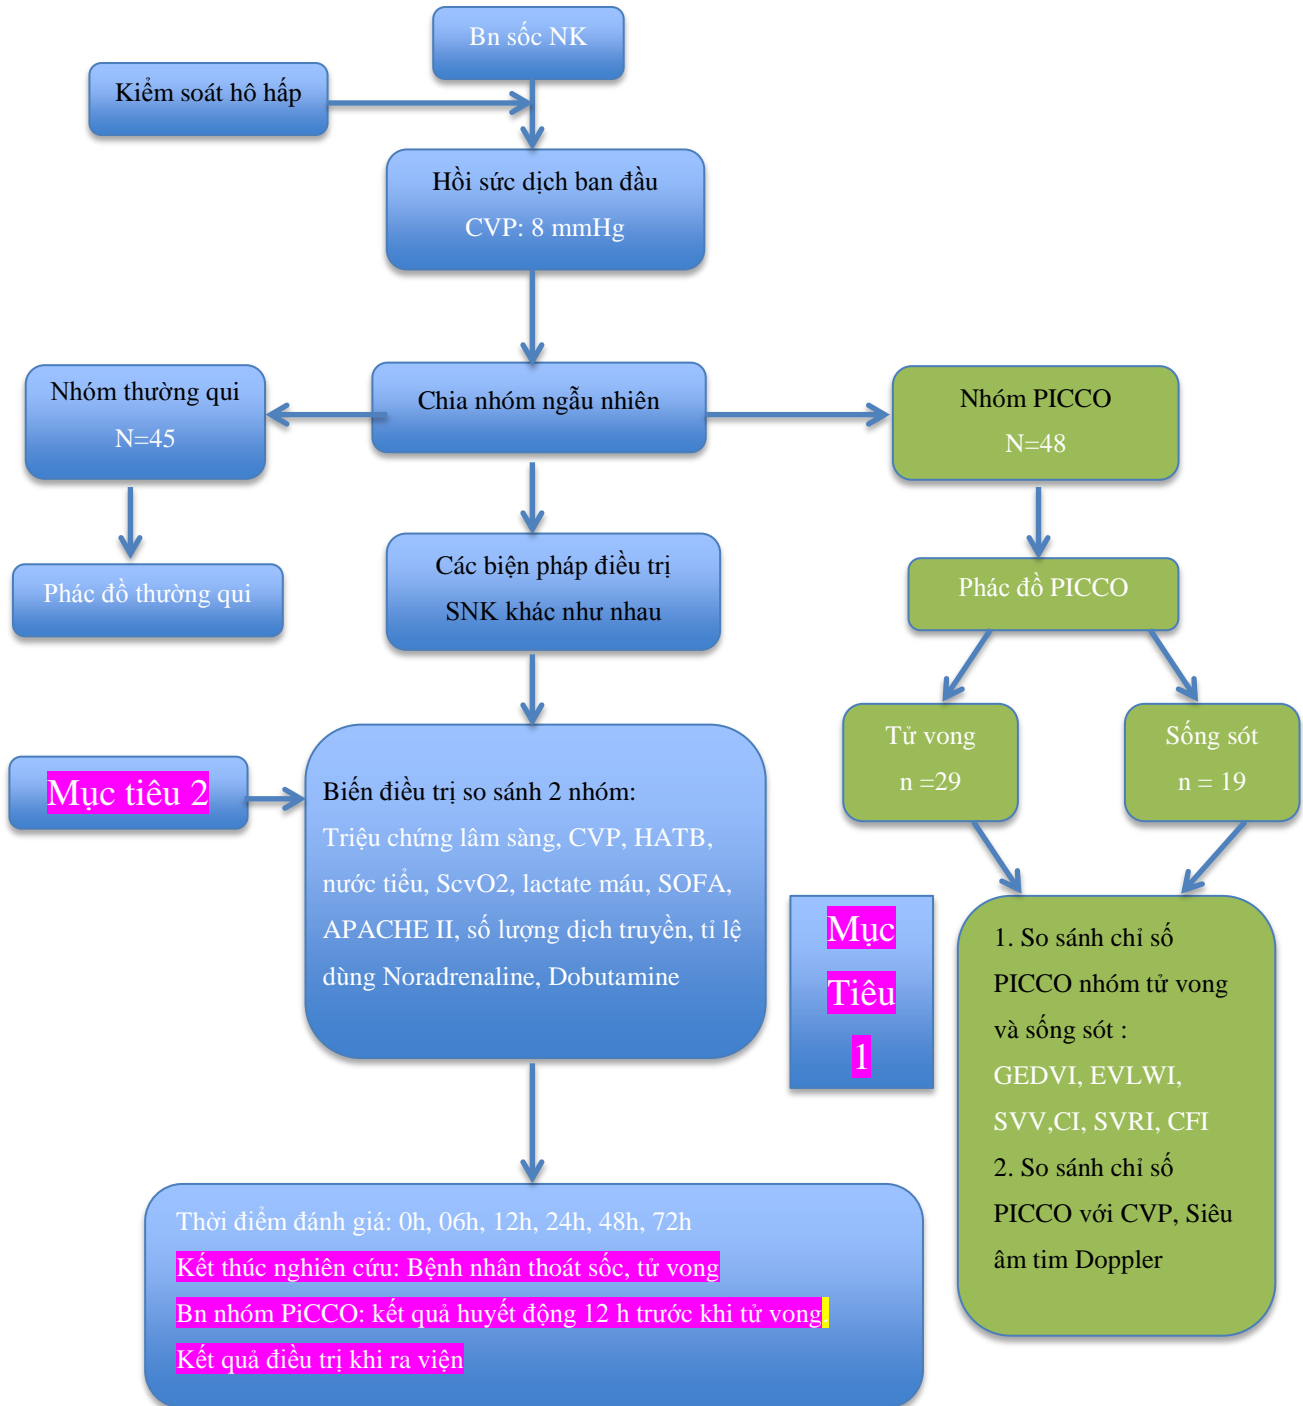 Bn sốc NK
Kiểm soát hô hấp
Hồi sức dịch ban đầu
CVP: 8 mmHg
Nhóm thường qui
N=45
Chia nhóm ngẫu nhiên
Nhóm PICCO
N=48
Phác đồ thường qui
Các biện pháp điều trị
SNK khác như nhau
Phác đồ PICCO
Tử vong
n =29
Sống sót
n = 19
Mục tiêu 2
Biến điều trị so sánh 2 nhóm:
Triệu chứng lâm sàng, CVP, HATB,
nước tiểu, ScvO2, lactate máu, SOFA,
APACHE II, số lượng dịch truyền, tỉ lệ
dùng Noradrenaline, Dobutamine
Mục
Tiêu
1
1. So sánh chỉ số
PICCO nhóm tử vong
và sống sót :
GEDVI, EVLWI,
SVV,CI, SVRI, CFI
2. So sánh chỉ số
PICCO với CVP, Siêu
âm tim Doppler
Thời điểm đánh giá: 0h, 06h, 12h, 24h, 48h, 72h
Kết thúc nghiên cứu: Bệnh nhân thoát sốc, tử vong
Bn nhóm PiCCO: kết quả huyết động 12 h trước khi tử vong.
Kết quả điều trị khi ra viện